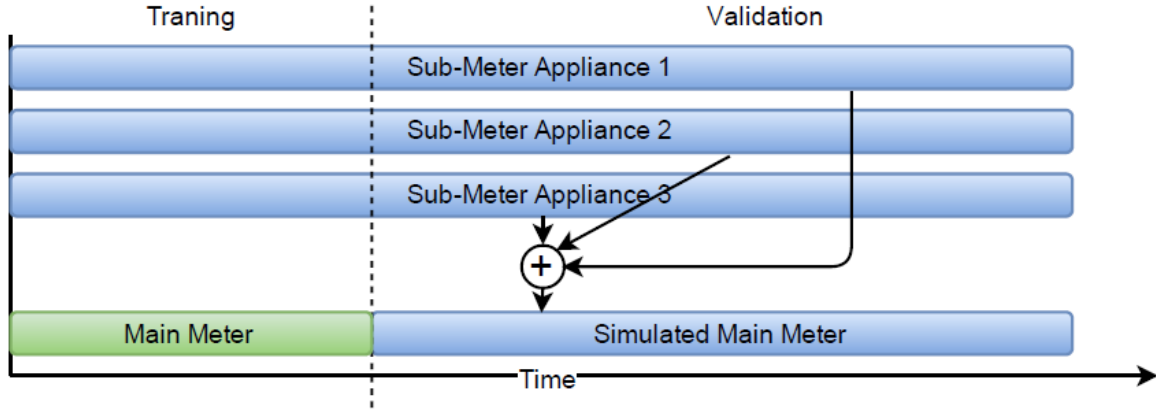 Traning
Validation
Sub-Meter Appliance 1
Sub-Meter Appliance 2
Sub-Meter Appliance 3
+
Main Meter
Simulated Main Meter
Time